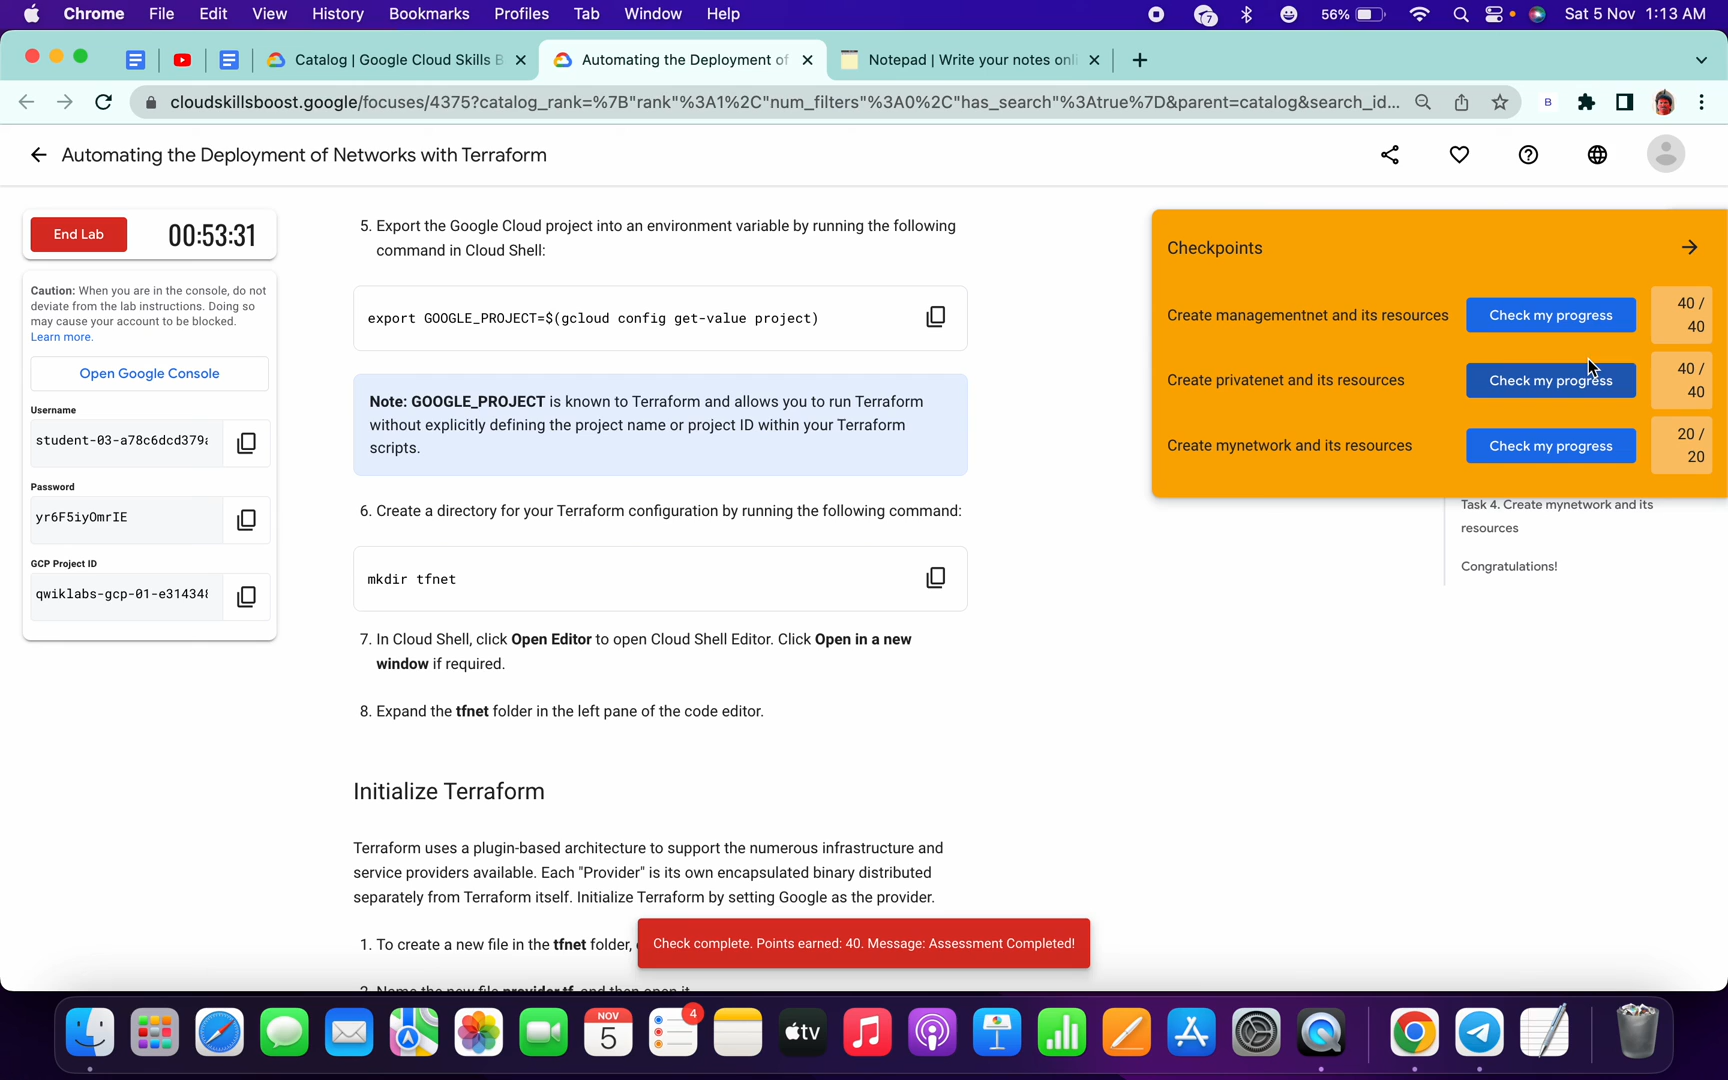 Chrome File Edit View History Bookmarks Profiles Tab Window Help 7 56% Sat 5 Nov 1:13 AM
Catalog | Google Cloud Skills B Automating the Deployment of Notepad | Write your notes onl
cloudskillsboost.google/focuses/4375?catalog_rank=%7B"rank"%3A1%2C"num_filters"%3A0%2C"has_search"%3Atrue%7D&parent=catalog&search_id... B
Automating the Deployment of Networks with Terraform
End Lab 00:53:31
Caution: When you are in the console, do not
deviate from the lab instructions. Doing so
may cause your account to be blocked.
Learn more.
Open Google Console
Username
student-03-a78c6dcd379
Password
yr6F5iyOmrIE
GCP Project ID
qwiklabs-gcp-01-e31434
5. Export the Google Cloud project into an environment variable by running the following
command in Cloud Shell:
export GOOGLE_PROJECT=$(gcloud config get-value project)
Note: GOOGLE_PROJECT is known to Terraform and allows you to run Terraform
without explicitly defining the project name or project ID within your Terraform
scripts.
6. Create a directory for your Terraform configuration by running the following command:
mkdir tfnet
7. In Cloud Shell, click Open Editor to open Cloud Shell Editor. Click Open in a new
window if required.
8. Expand the tfnet folder in the left pane of the code editor.
Initialize Terraform
Terraform uses a plugin-based architecture to support the numerous infrastructure and
service providers available. Each "Provider" is its own encapsulated binary distributed
separately from Terraform itself. Initialize Terraform by setting Google as the provider.
1. To create a new file in the tfnet folder,
2. Name the new file provider.tf, and then open it.
Check complete. Points earned: 40. Message: Assessment Completed!
Checkpoints
Create managementnet and its resources Check my progress 40 /
40
Create privatenet and its resources Check my progress 40 /
40
Create mynetwork and its resources Check my progress 20 /
20
Task 4. Create mynetwork and its
resources
Congratulations!
NOV
5
4
tv